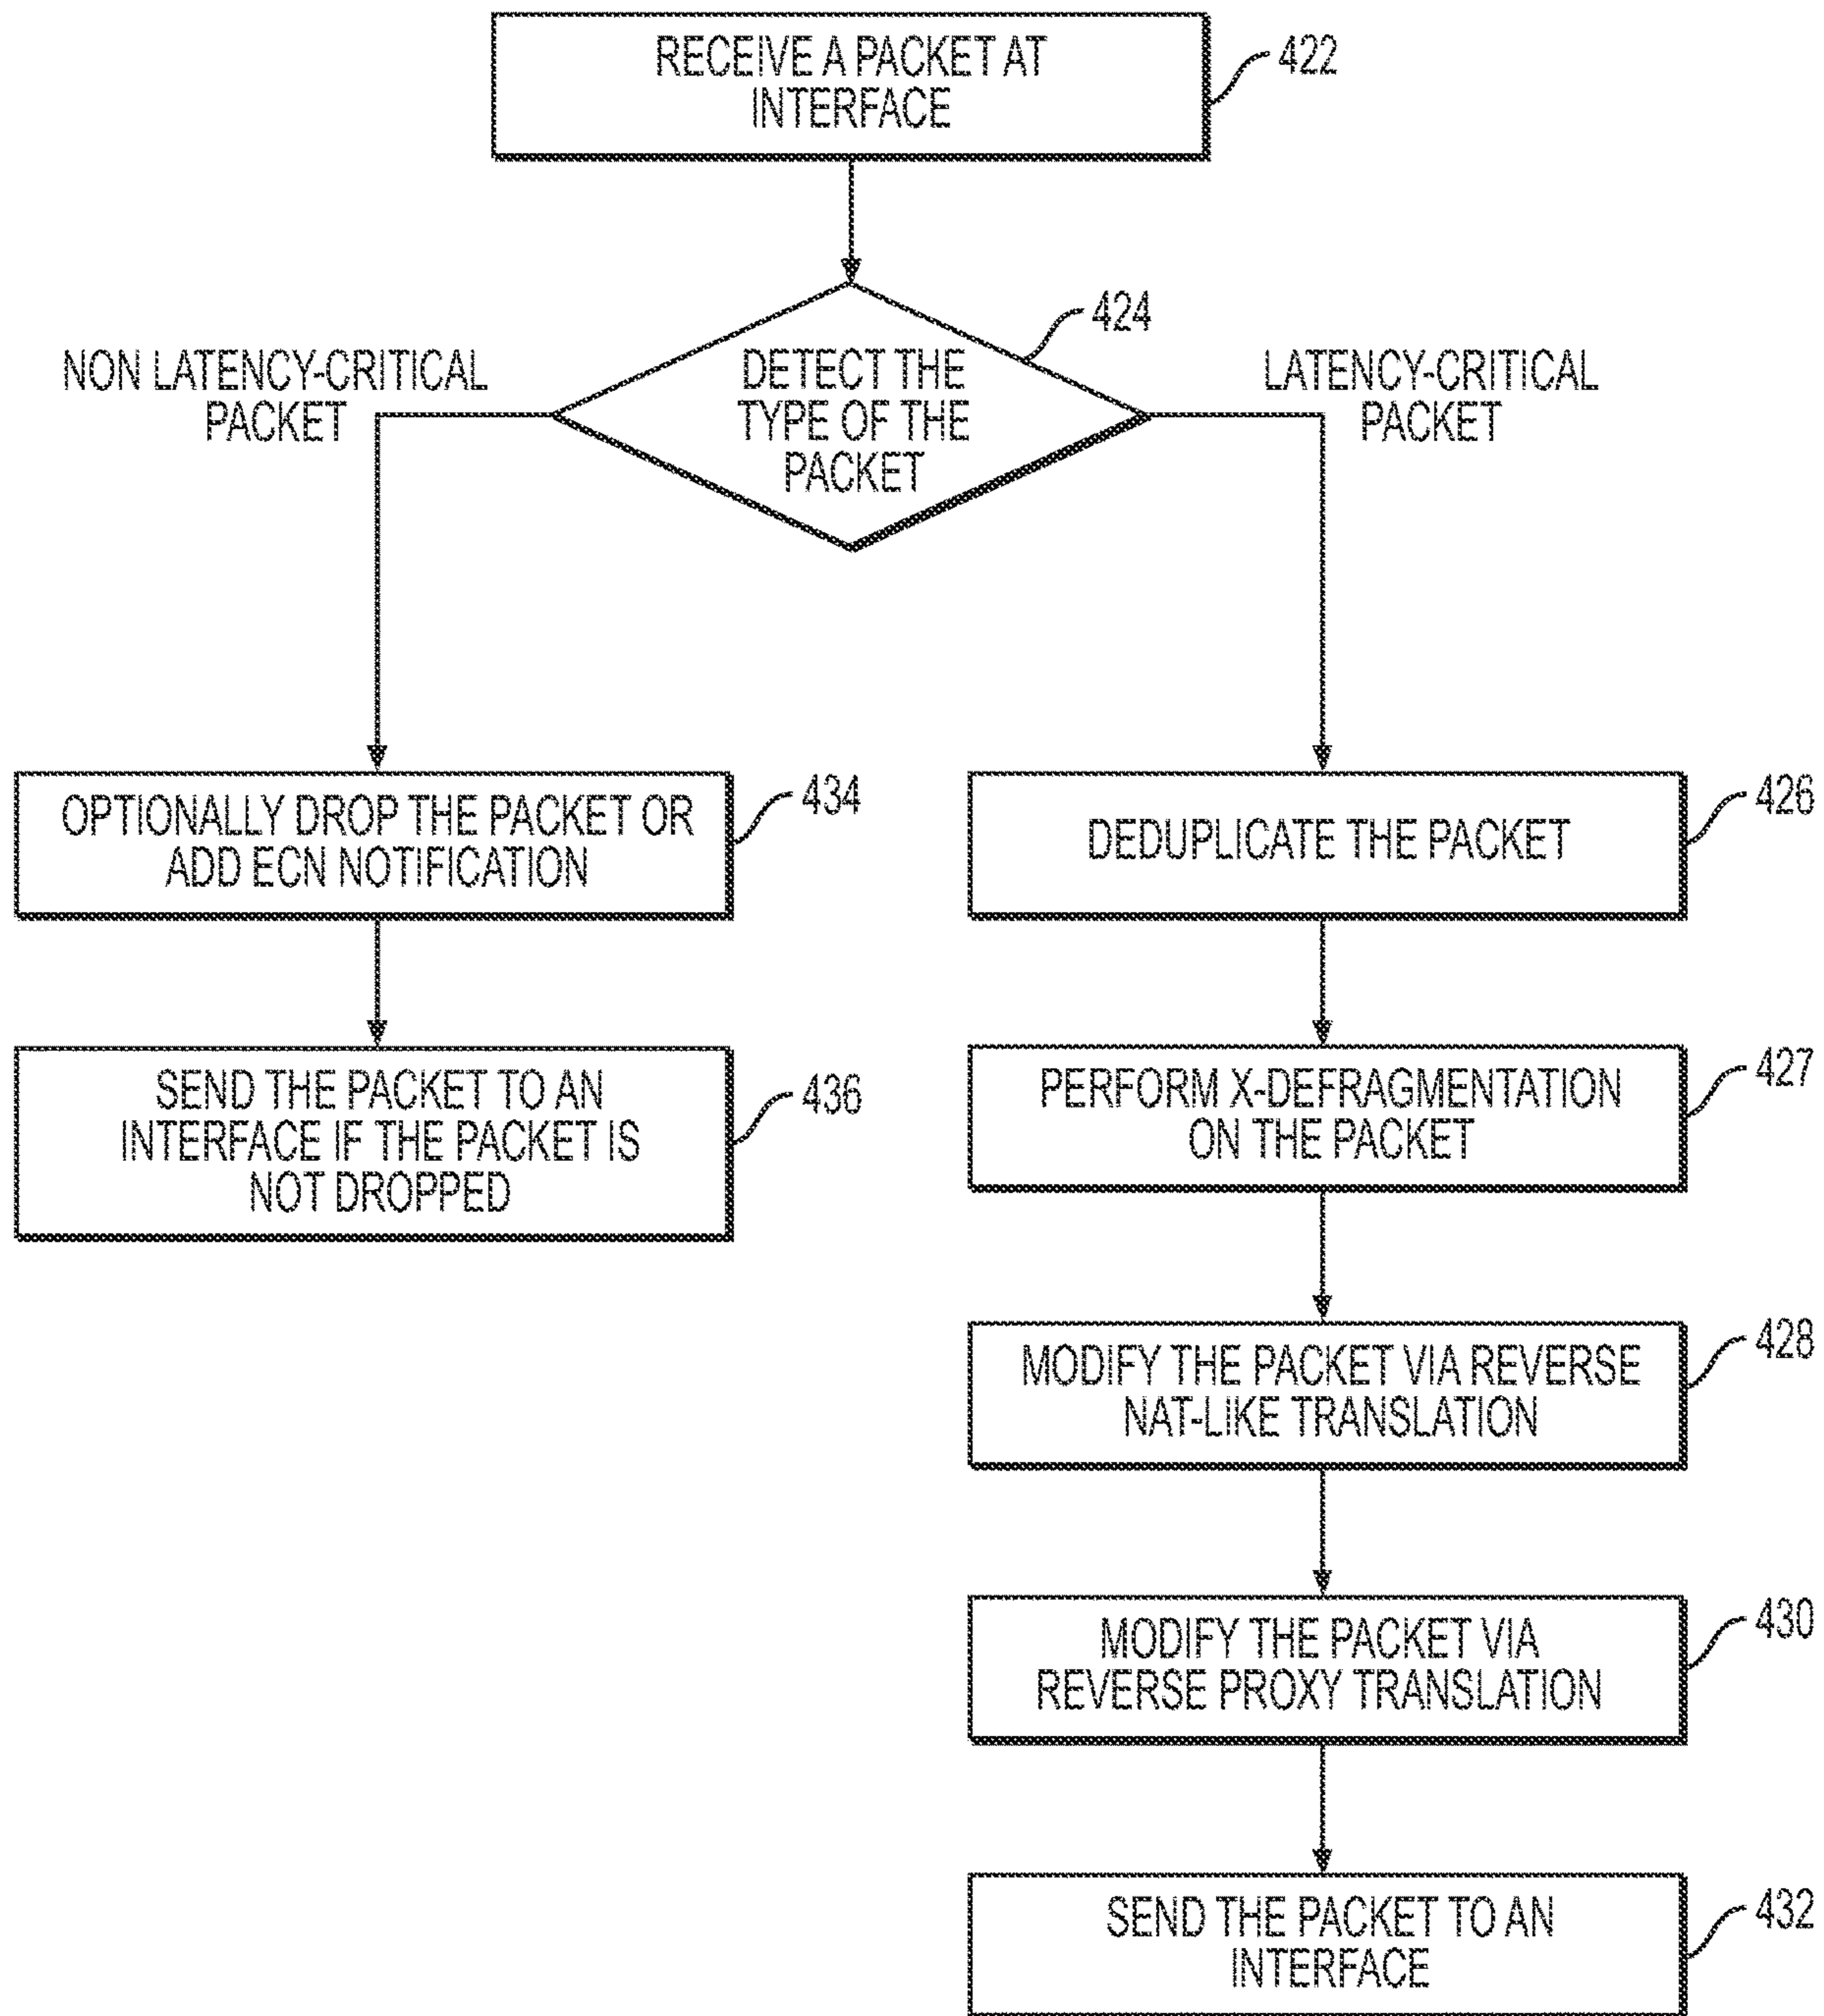 RECEIVE A PACKET AT
INTERFACE
422
424
DETECT THE
TYPE OF THE
PACKET
NON LATENCY-CRITICAL
PACKET
LATENCY-CRITICAL
PACKET
OPTIONALLY DROP THE PACKET OR
ADD ECN NOTIFICATION
434
DEDUPLICATE THE PACKET
426
SEND THE PACKET TO AN
INTERFACE IF THE PACKET IS
NOT DROPPED
436
PERFORM X-DEFRAGMENTATION
ON THE PACKET
427
MODIFY THE PACKET VIA REVERSE
NAT-LIKE TRANSLATION
428
MODIFY THE PACKET VIA
REVERSE PROXY TRANSLATION
430
SEND THE PACKET TO AN
INTERFACE
432